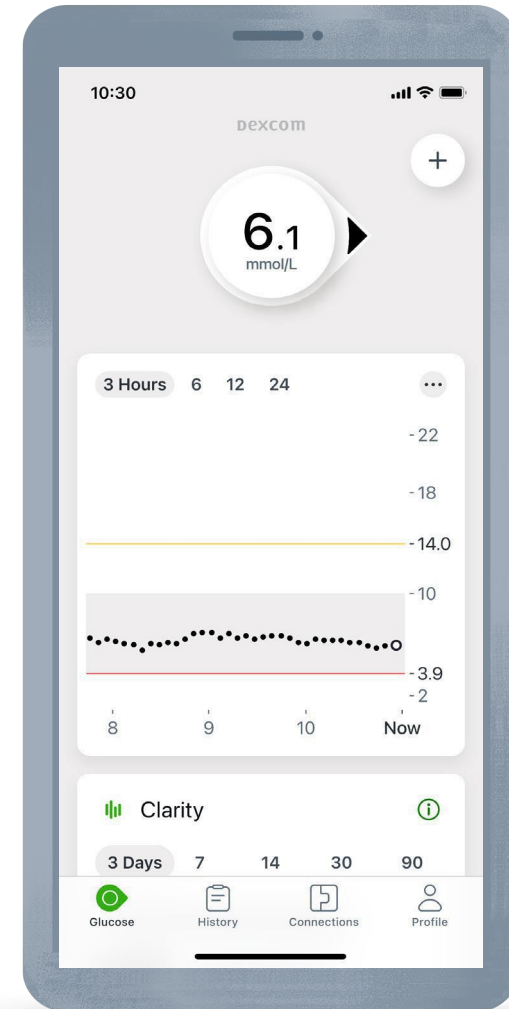 10:30
Dexcom
+
6.1
mmol/L
3 Hours 6 12 24
22
18
14.0
10
3.9
2
8 9 10 Now
Clarity
3 Days 7 14 30 90
Glucose History Connections Profile